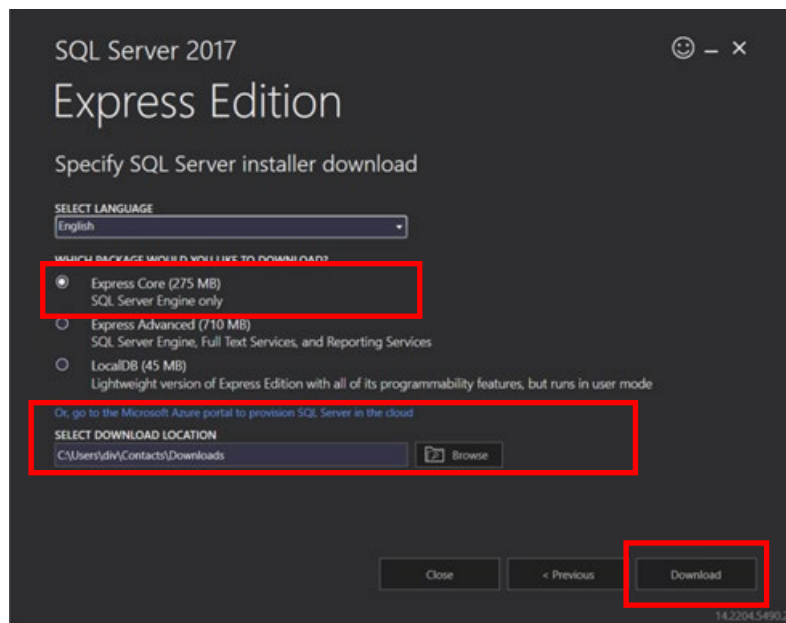 SQL Server 2017
Express Edition
Specify SQL Server installer download
SELECT LANGUAGE
English
WHICH PACKAGE WOULD YOU LIKE TO DOWNLOAD?
Express Core (275 MB)
SQL Server Engine only
Express Advanced (710 MB)
SQL Server Engine, Full Text Services, and Reporting Services
LocalDB (45 MB)
Lightweight version of Express Edition with all of its programmability features, but runs in user mode
Or, go to the Microsoft Azure portal to provision SQL Server in the cloud
SELECT DOWNLOAD LOCATION
C:\Users\div\Contacts\Downloads
Browse
Close
< Previous
Download
14.2204.5490.2